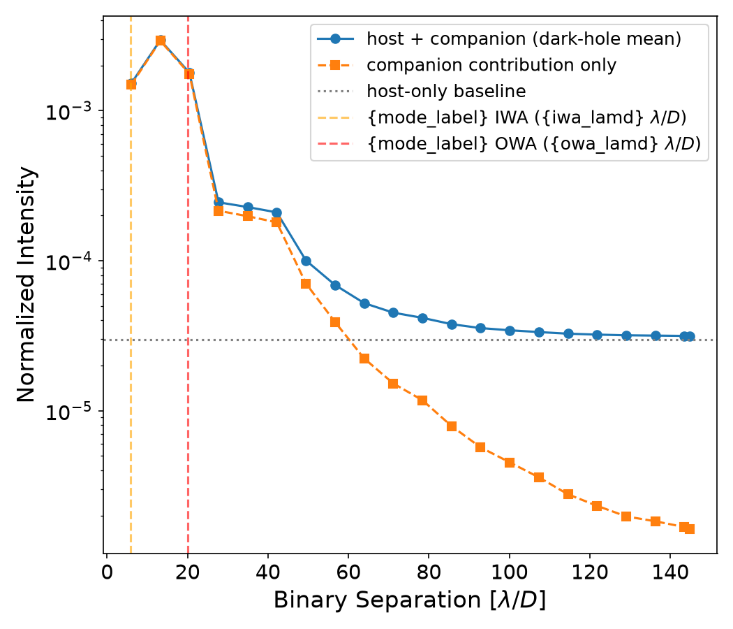 host + companion (dark-hole mean)
companion contribution only
host-only baseline
{mode_label} IWA ({iwa_lamd} λ/D)
{mode_label} OWA ({owa_lamd} λ/D)
Normalized Intensity
10⁻³
10⁻⁴
10⁻⁵
0 20 40 60 80 100 120 140
Binary Separation [λ/D]